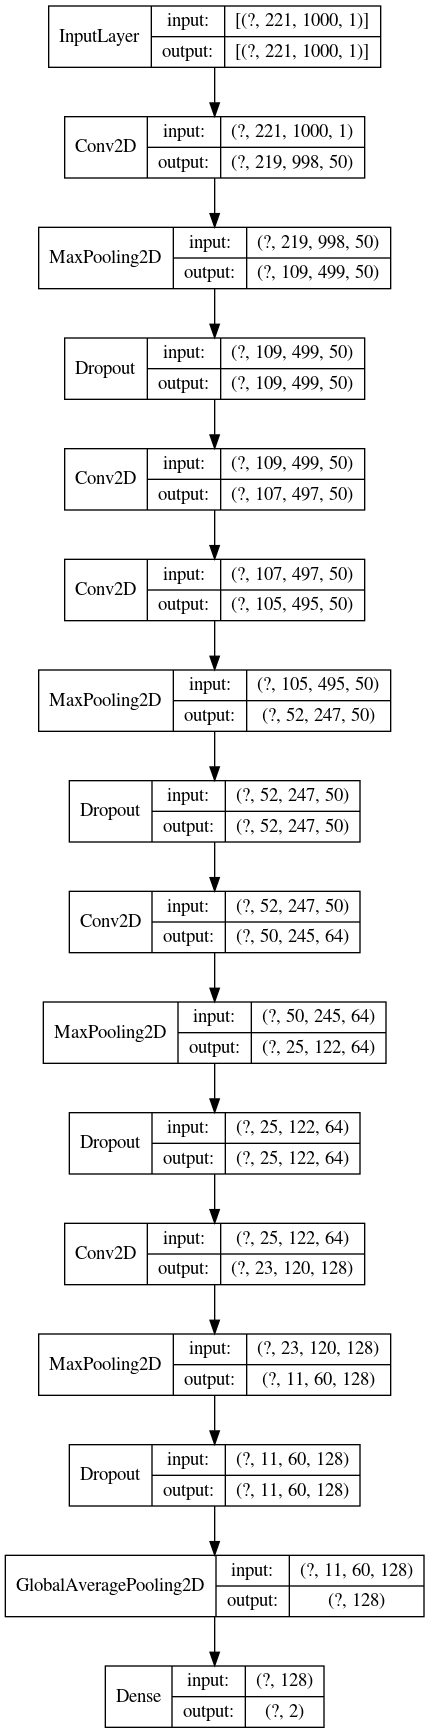 InputLayer input: [(?, 221, 1000, 1)]
output: [(?, 221, 1000, 1)]
Conv2D input: (?, 221, 1000, 1)
output: (?, 219, 998, 50)
MaxPooling2D input: (?, 219, 998, 50)
output: (?, 109, 499, 50)
Dropout input: (?, 109, 499, 50)
output: (?, 109, 499, 50)
Conv2D input: (?, 109, 499, 50)
output: (?, 107, 497, 50)
Conv2D input: (?, 107, 497, 50)
output: (?, 105, 495, 50)
MaxPooling2D input: (?, 105, 495, 50)
output: (?, 52, 247, 50)
Dropout input: (?, 52, 247, 50)
output: (?, 52, 247, 50)
Conv2D input: (?, 52, 247, 50)
output: (?, 50, 245, 64)
MaxPooling2D input: (?, 50, 245, 64)
output: (?, 25, 122, 64)
Dropout input: (?, 25, 122, 64)
output: (?, 25, 122, 64)
Conv2D input: (?, 25, 122, 64)
output: (?, 23, 120, 128)
MaxPooling2D input: (?, 23, 120, 128)
output: (?, 11, 60, 128)
Dropout input: (?, 11, 60, 128)
output: (?, 11, 60, 128)
GlobalAveragePooling2D input: (?, 11, 60, 128)
output: (?, 128)
Dense input: (?, 128)
output: (?, 2)